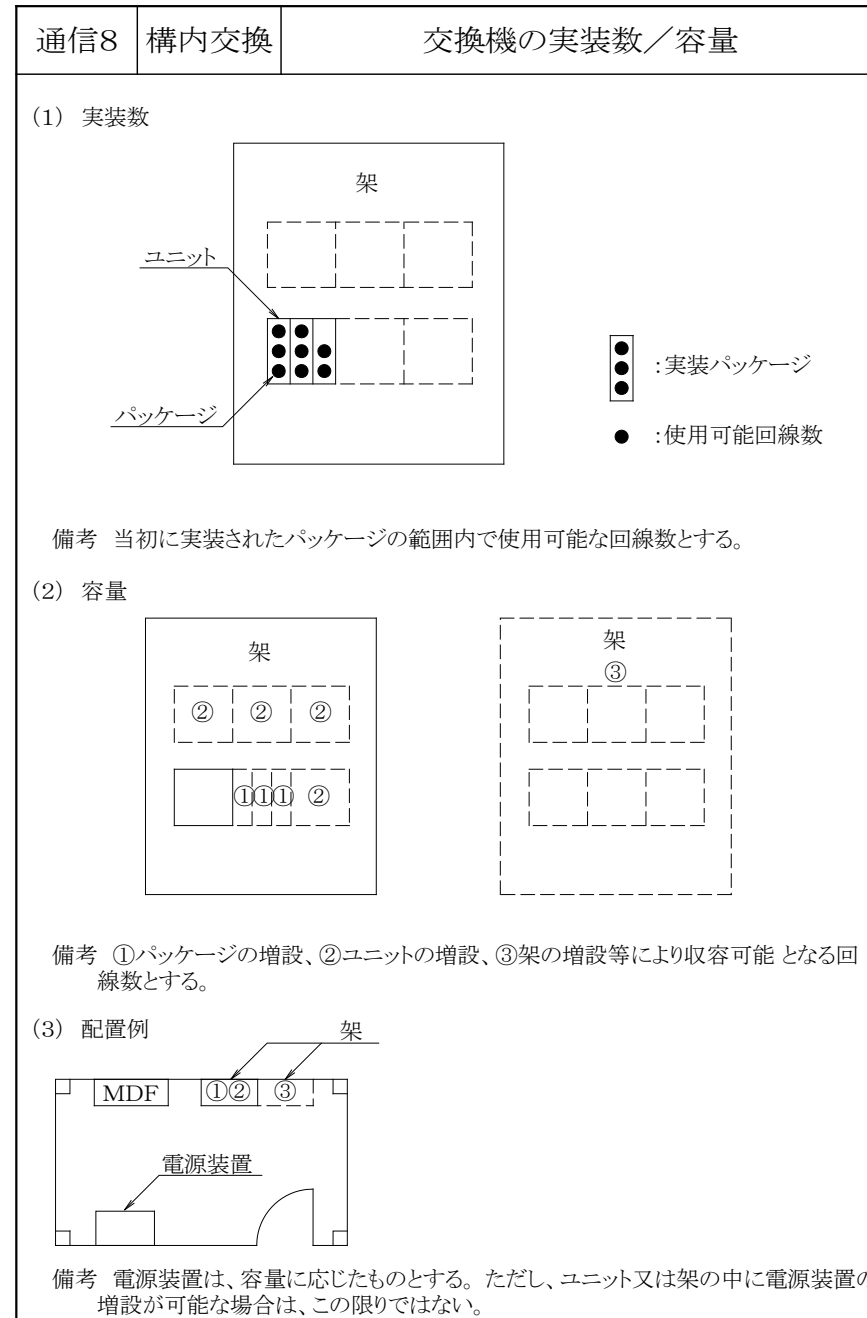 通信8 構内交換 交換機の実装数／容量
(1) 実装数
架
ユニット
パッケージ
:実装パッケージ
:使用可能回線数
備考 当初に実装されたパッケージの範囲内で使用可能な回線数とする。
(2) 容量
架
架
③
② ② ②
①①① ②
備考 ①パッケージの増設、②ユニットの増設、③架の増設等により収容可能 となる回
線数とする。
(3) 配置例
架
MDF ①② ③
電源装置
備考 電源装置は、容量に応じたものとする。ただし、ユニット又は架の中に電源装置の
増設が可能な場合は、この限りではない。